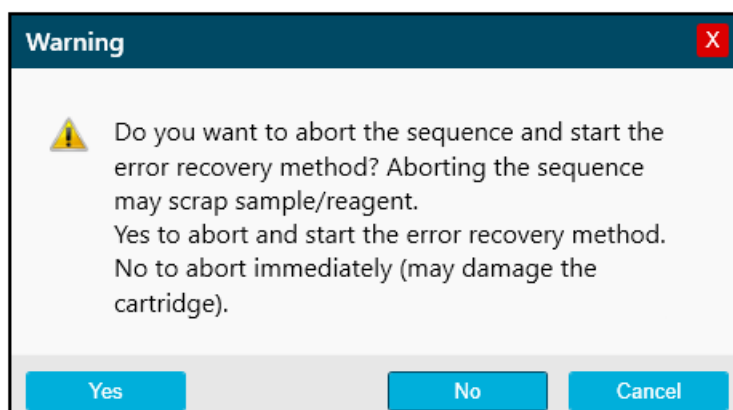 Warning
X
Do you want to abort the sequence and start the
error recovery method? Aborting the sequence
may scrap sample/reagent.
Yes to abort and start the error recovery method.
No to abort immediately (may damage the
cartridge).
Yes No Cancel